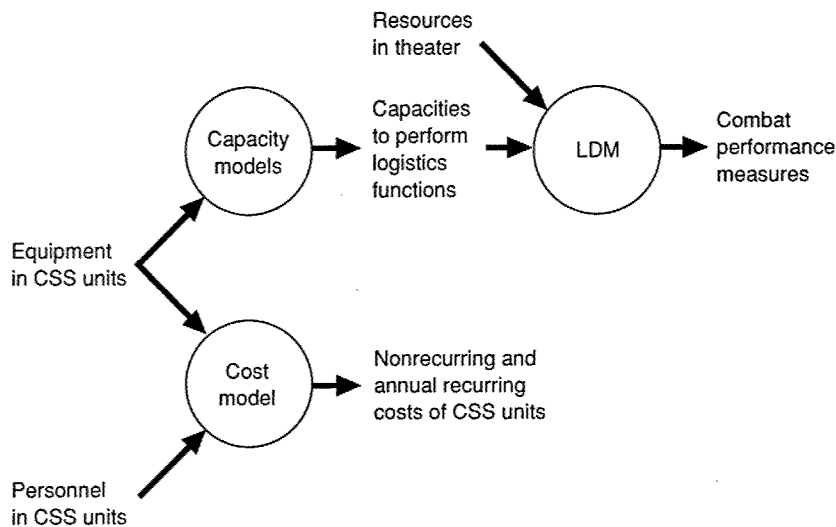 Resources
in theater
Capacity
models
Capacities
to perform
logistics
functions
LDM
Combat
performance
measures
Equipment
in CSS units
Cost
model
Nonrecurring and
annual recurring
costs of CSS units
Personnel
in CSS units